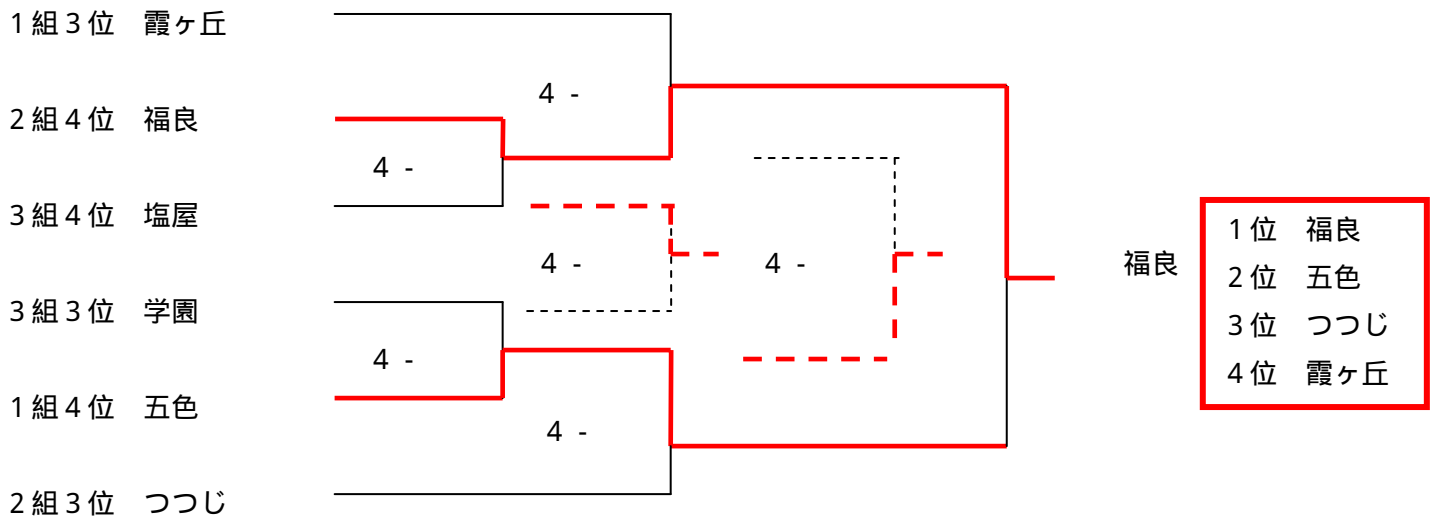 1組3位 霞ヶ丘
4 -
2組4位 福良
4 -
3組4位 塩屋
4 -
4 -
福良
3組3位 学園
4 -
1組4位 五色
4 -
2組3位 つつじ
1位 福良
2位 五色
3位 つつじ
4位 霞ヶ丘